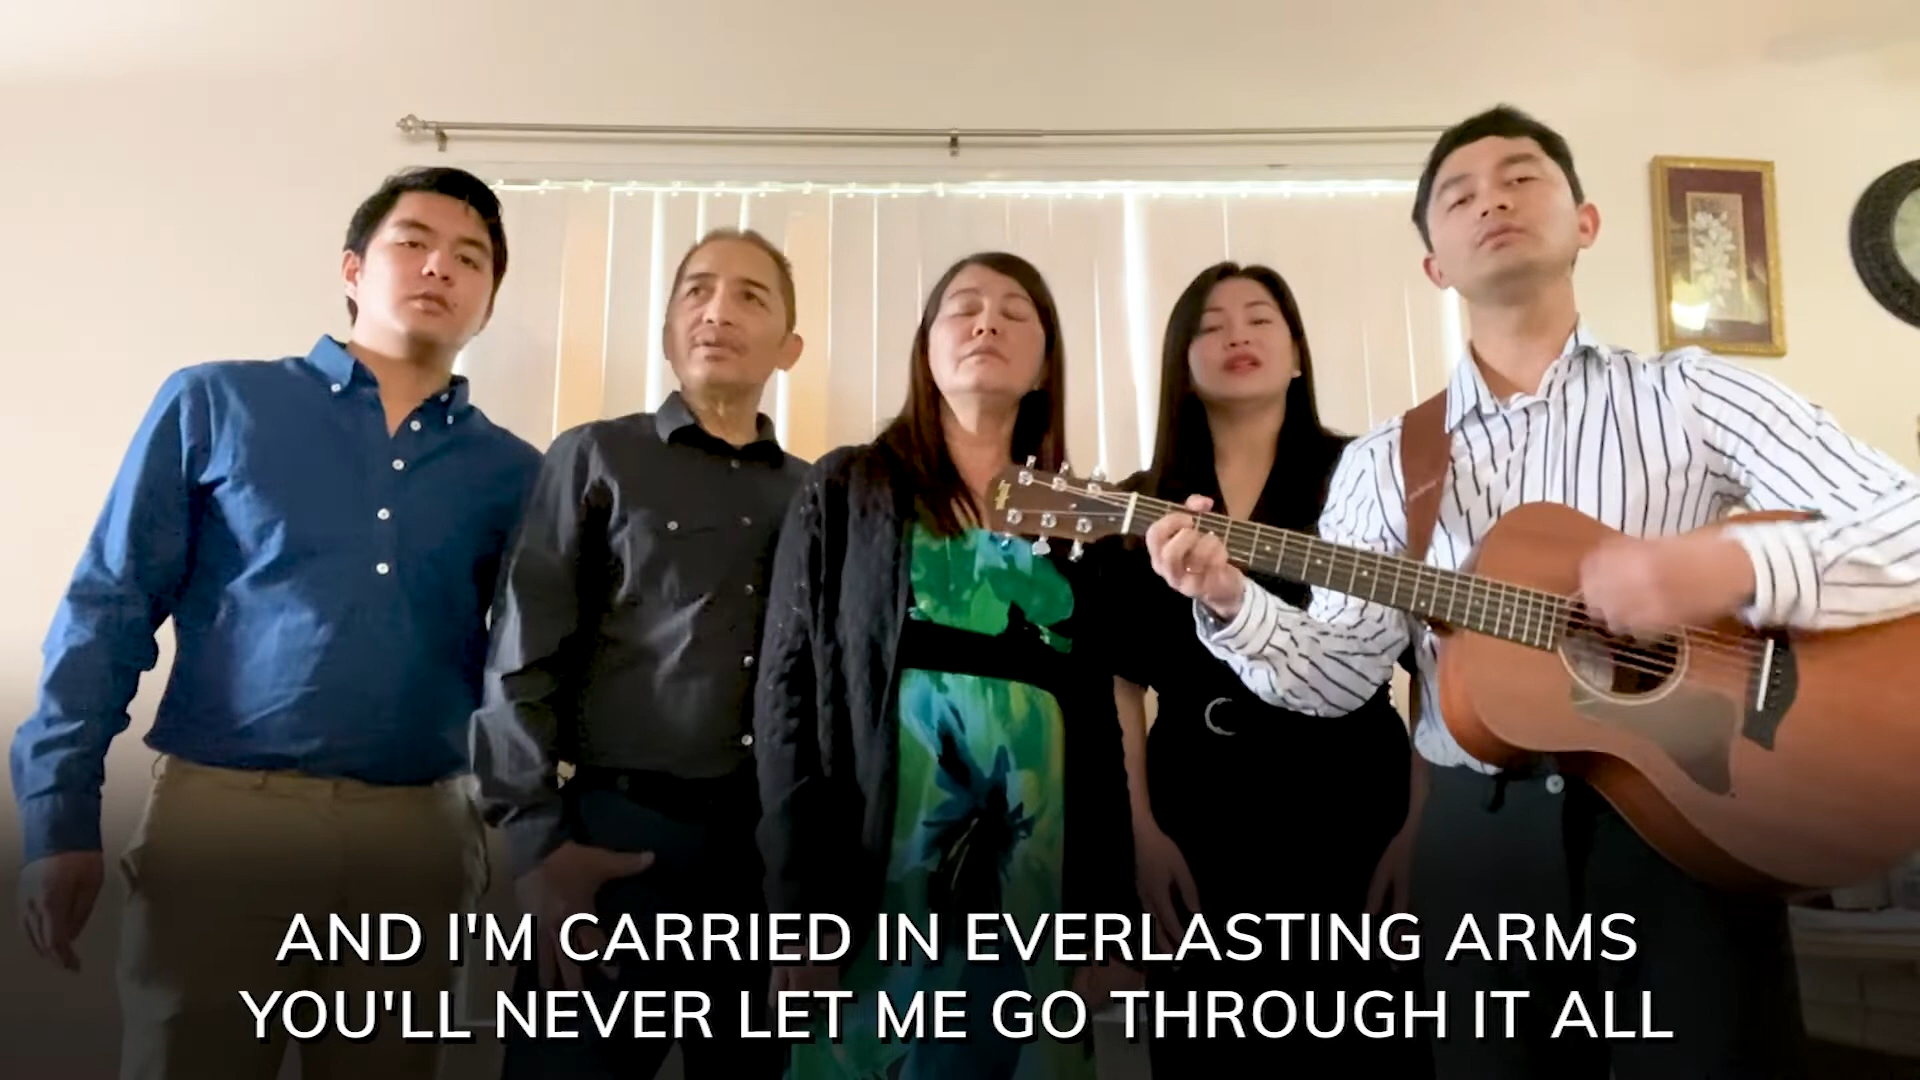 AND I'M CARRIED IN EVERLASTING ARMS
YOU'LL NEVER LET ME GO THROUGH IT ALL